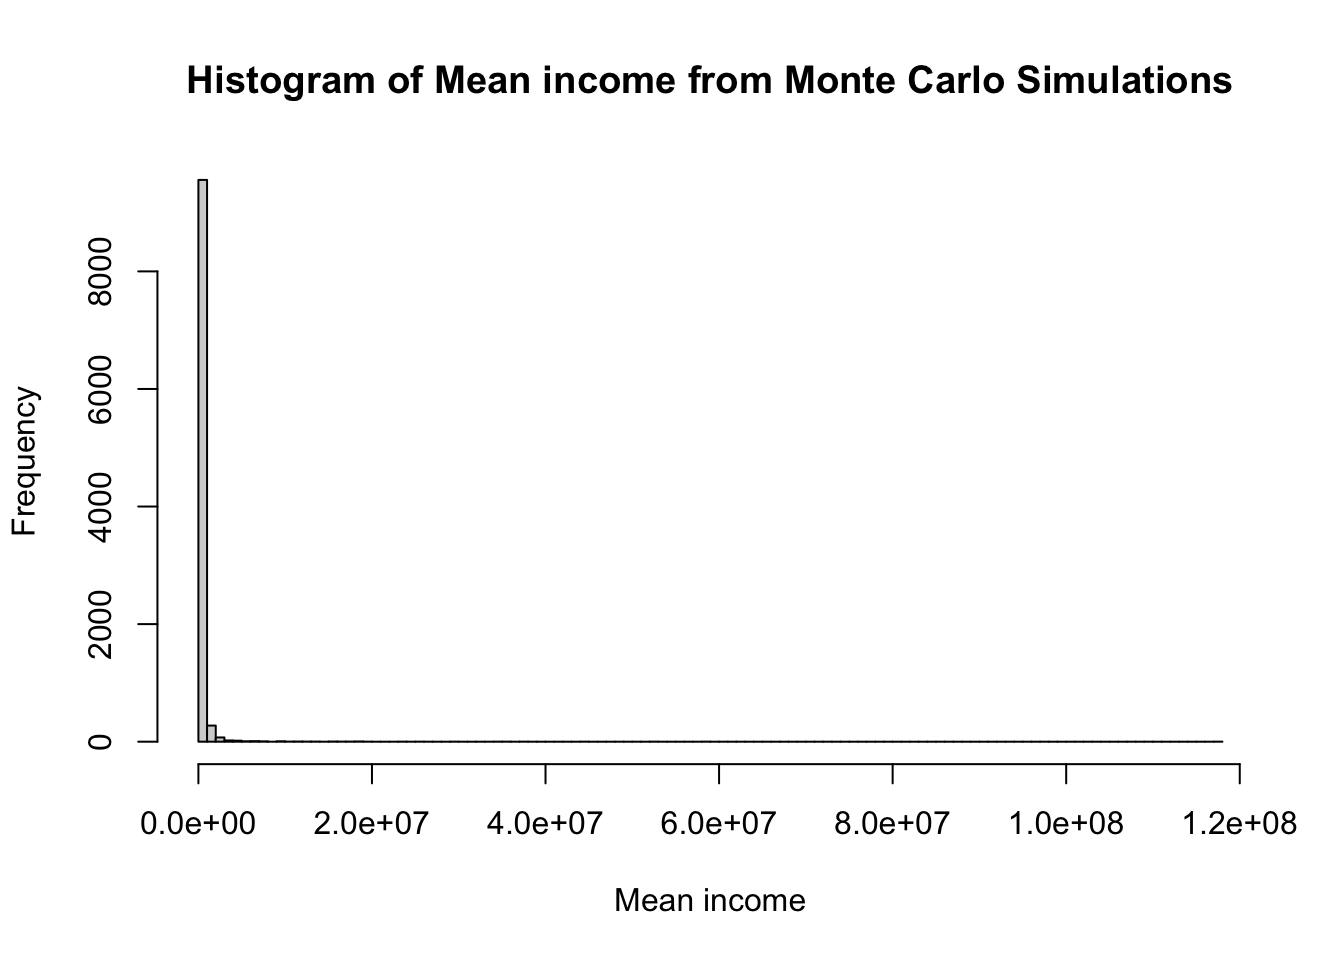 Histogram of Mean income from Monte Carlo Simulations
Frequency
8000
6000
4000
2000
0
0.0e+00 2.0e+07 4.0e+07 6.0e+07 8.0e+07 1.0e+08 1.2e+08
Mean income